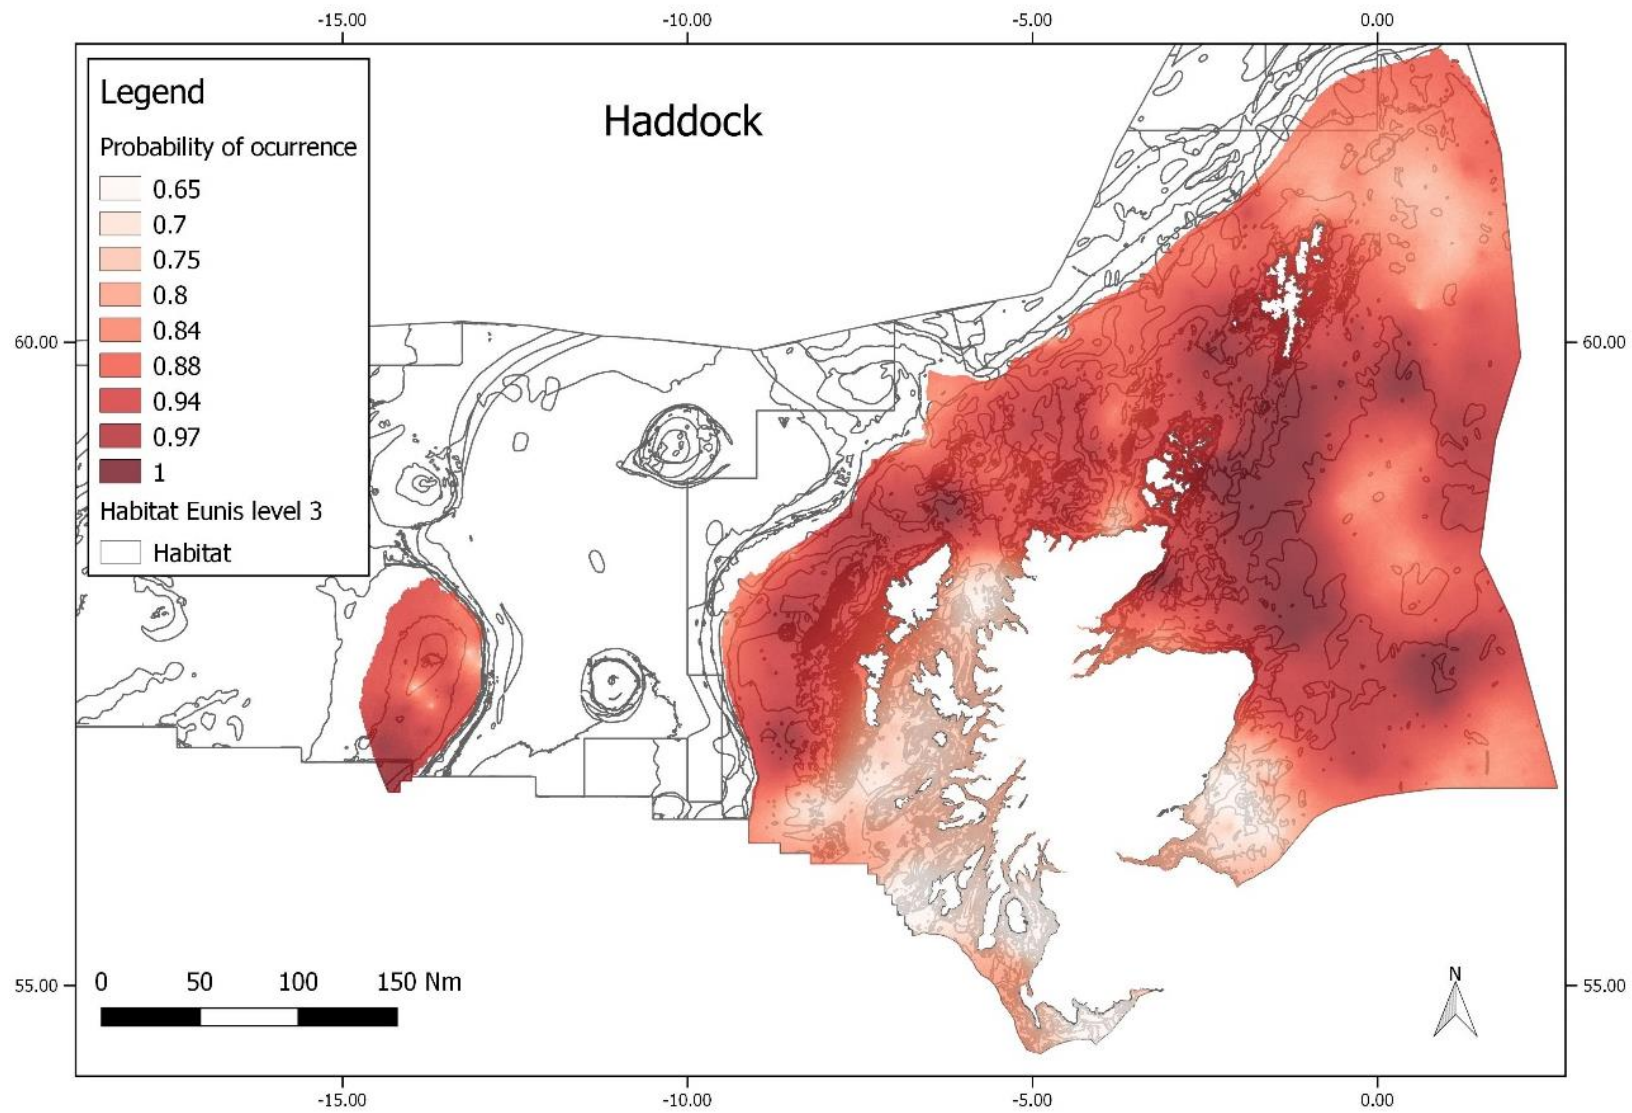 -15.00 -10.00 -5.00 0.00
Haddock
Legend
Probability of ocurrence
0.65
0.7
0.75
0.8
0.84
0.88
0.94
0.97
1
Habitat Eunis level 3
Habitat
60.00 60.00
0 50 100 150 Nm
N
55.00 55.00
-15.00 -10.00 -5.00 0.00